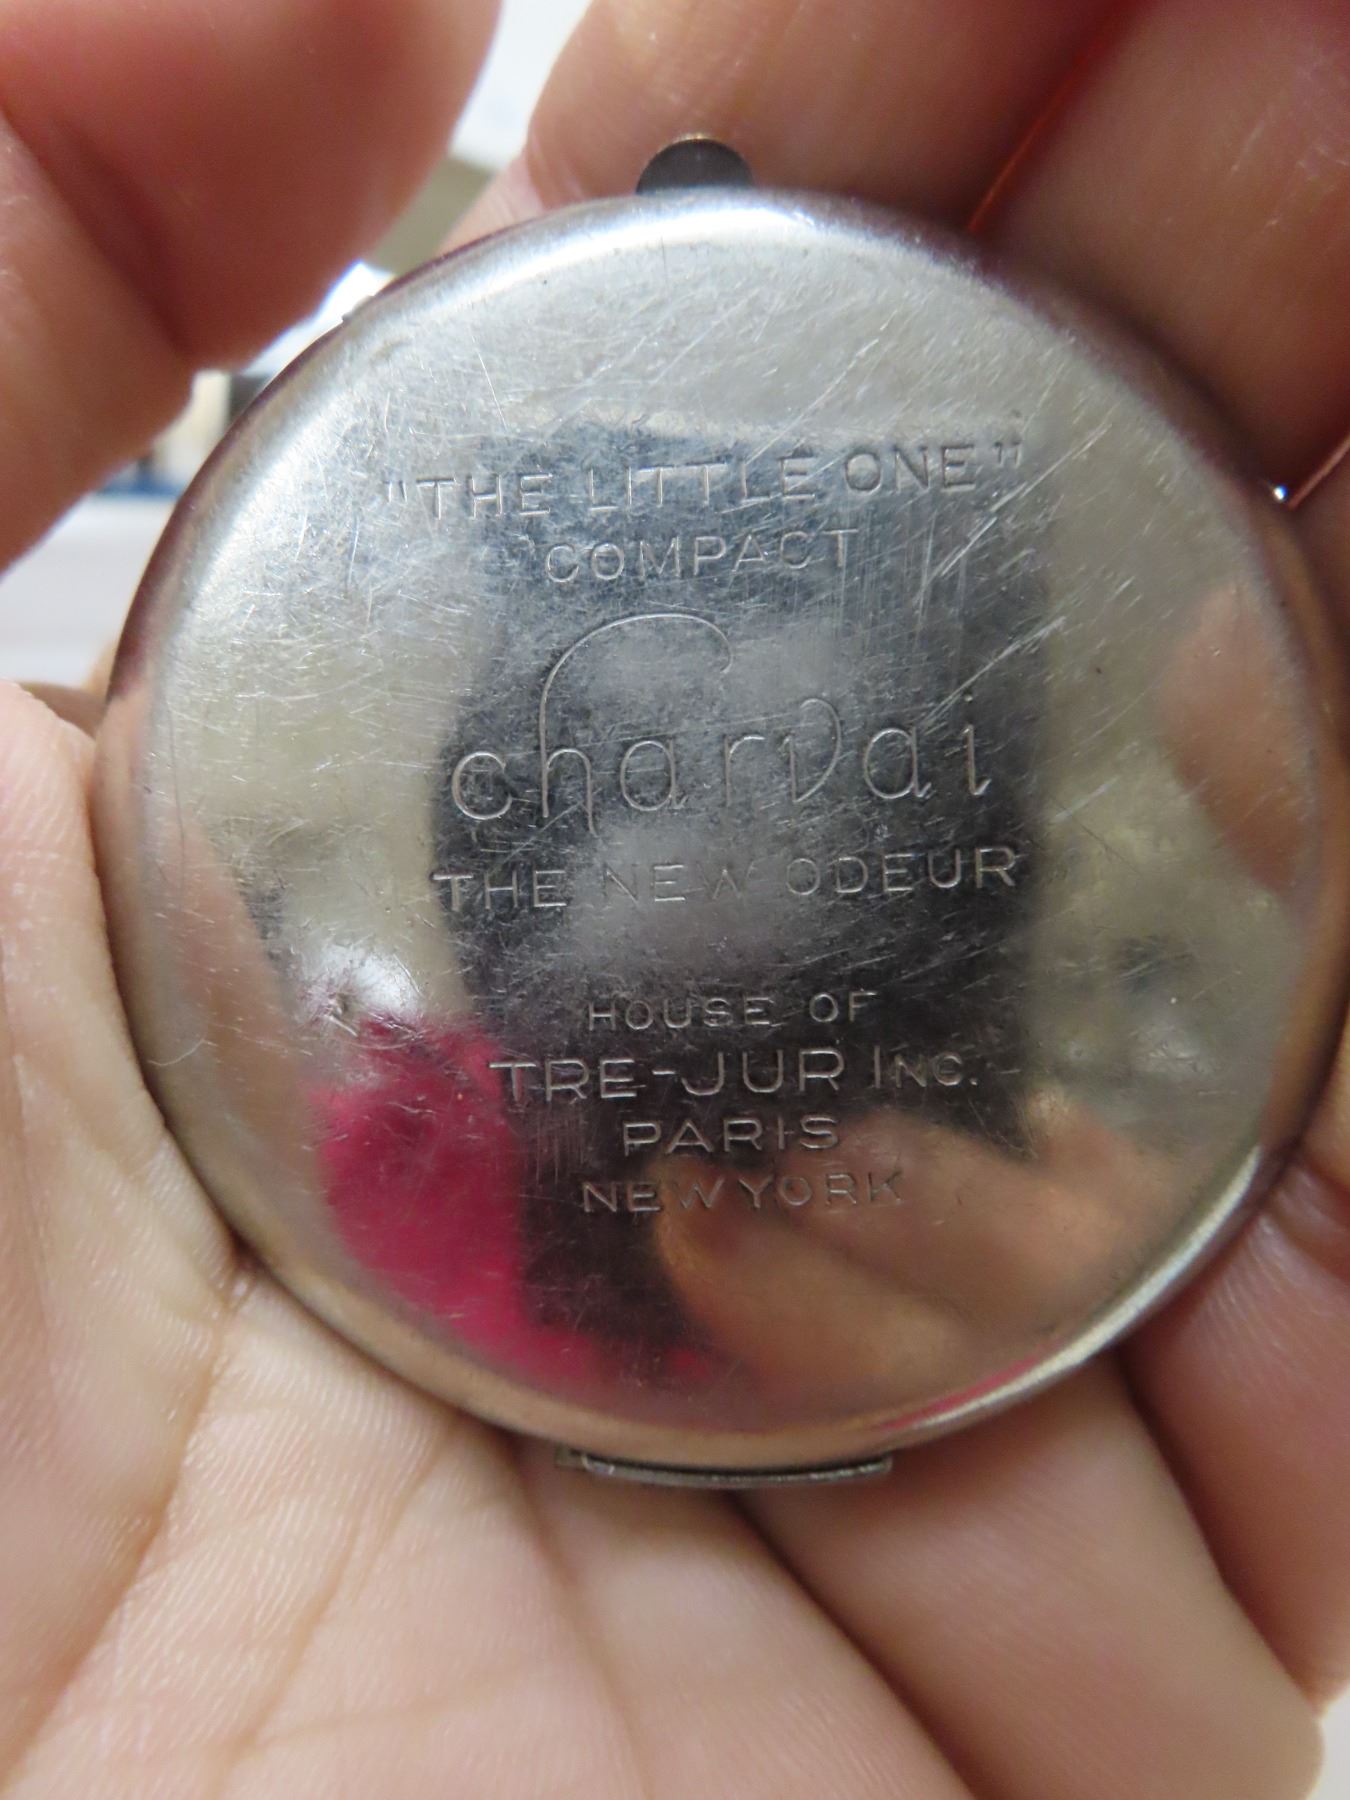 "THE LITTLE ONE"
COMPACT
charvai
THE NEW ODEUR
HOUSE OF
TRE-JUR INC.
PARIS
NEW YORK